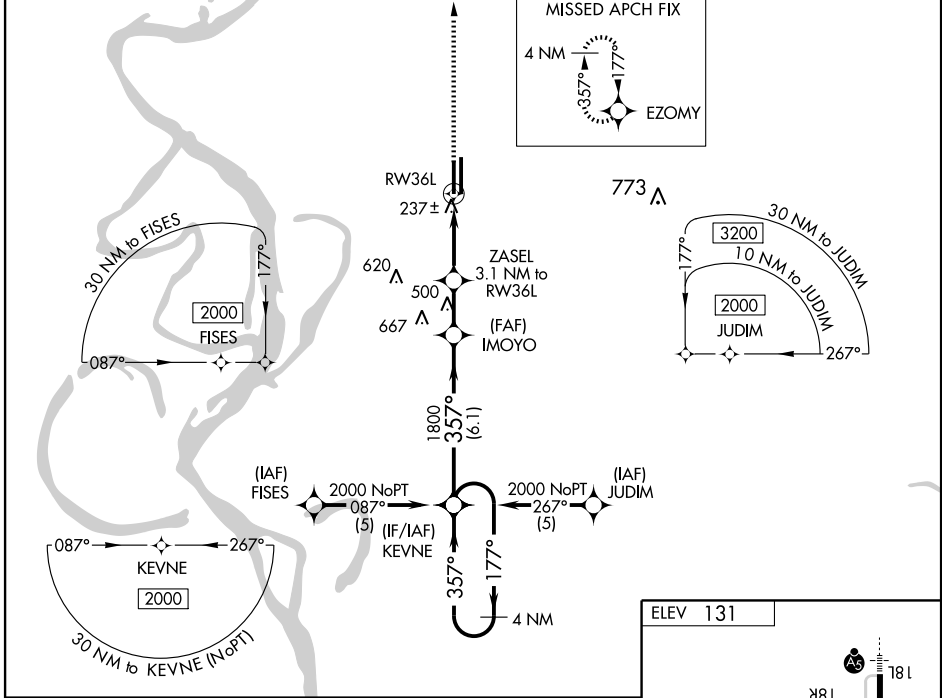 MISSED APCH FIX
4 NM
177°
357°
EZOMY
RW36L
237±
773
30 NM to FISES
177°
2000
FISES
087°
620
ZASEL
3.1 NM to
RW36L
500
667
(FAF)
IMOYO
30 NM to JUDIM
3200
10 NM to JUDIM
177°
2000
JUDIM
267°
1800
357°
(6.1)
(IAF)
FISES
2000 NoPT
087°
(5)
(IF/IAF)
KEVNE
(IAF)
JUDIM
2000 NoPT
267°
(5)
087°
267°
KEVNE
2000
30 NM to KEVNE (NoPT)
357°
177°
4 NM
ELEV 131
A5
18L
18R